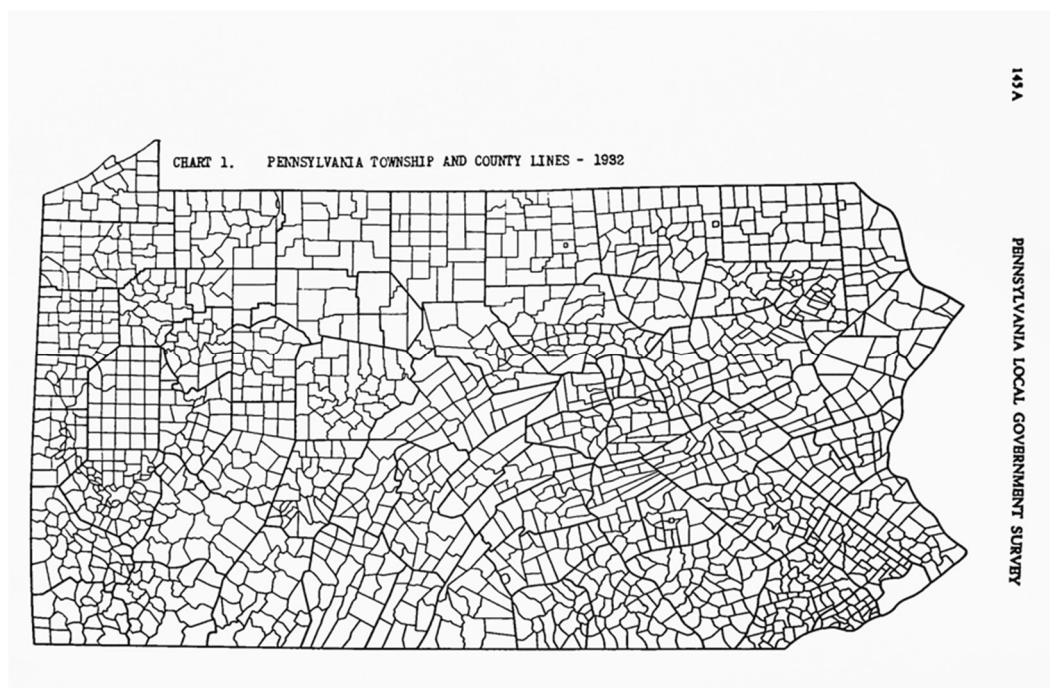 145A
CHART 1. PENNSYLVANIA TOWNSHIP AND COUNTY LINES - 1932
PENNSYLVANIA LOCAL GOVERNMENT SURVEY